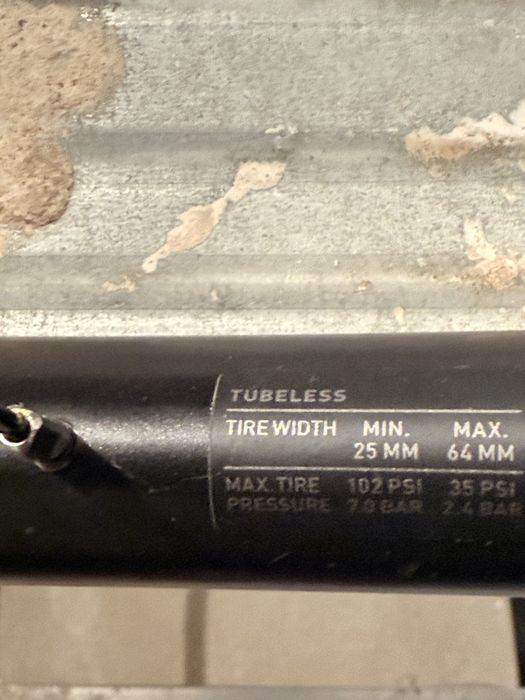 TUBELESS
TIRE WIDTH MIN. MAX.
25 MM 64 MM
MAX. TIRE 102 PSI 35 PSI
PRESSURE 7.0 BAR 2.4 BAR